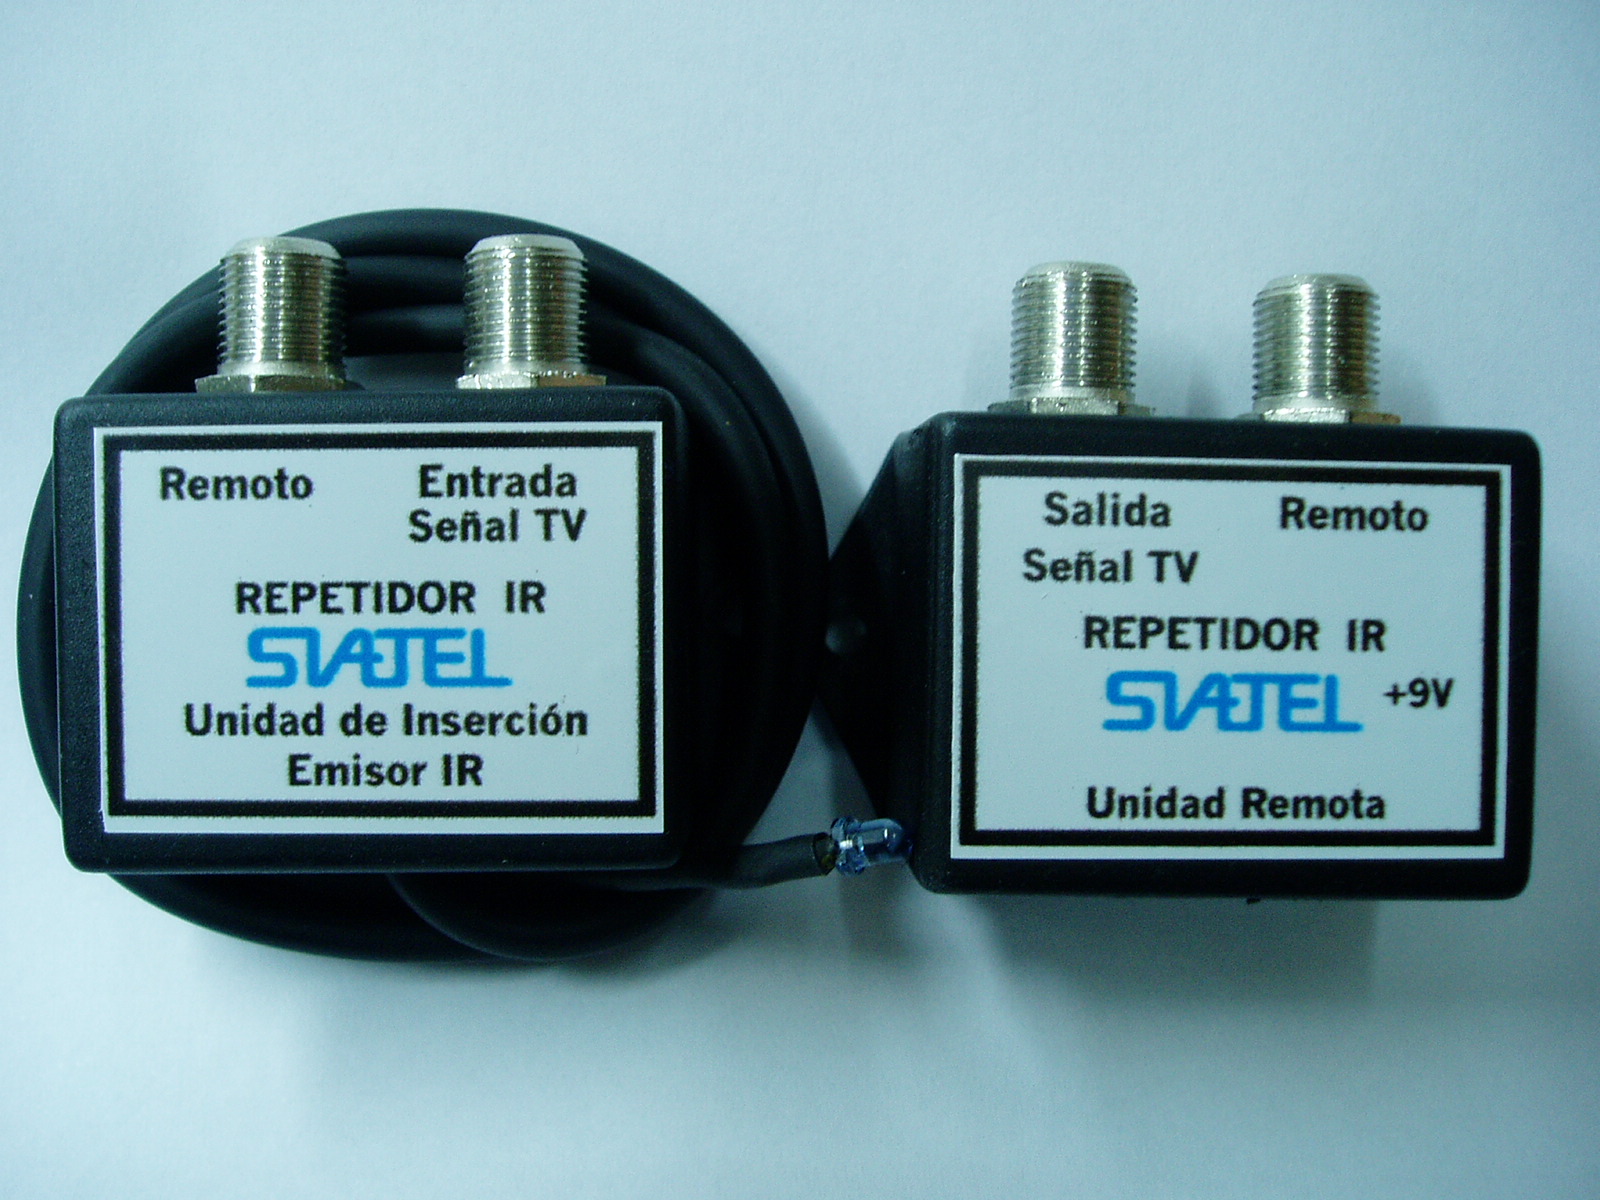 Remoto
Entrada
Señal TV
REPETIDOR IR
SIATEL
Unidad de Inserción
Emisor IR
Salida
Remoto
Señal TV
REPETIDOR IR
SIATEL
+9V
Unidad Remota